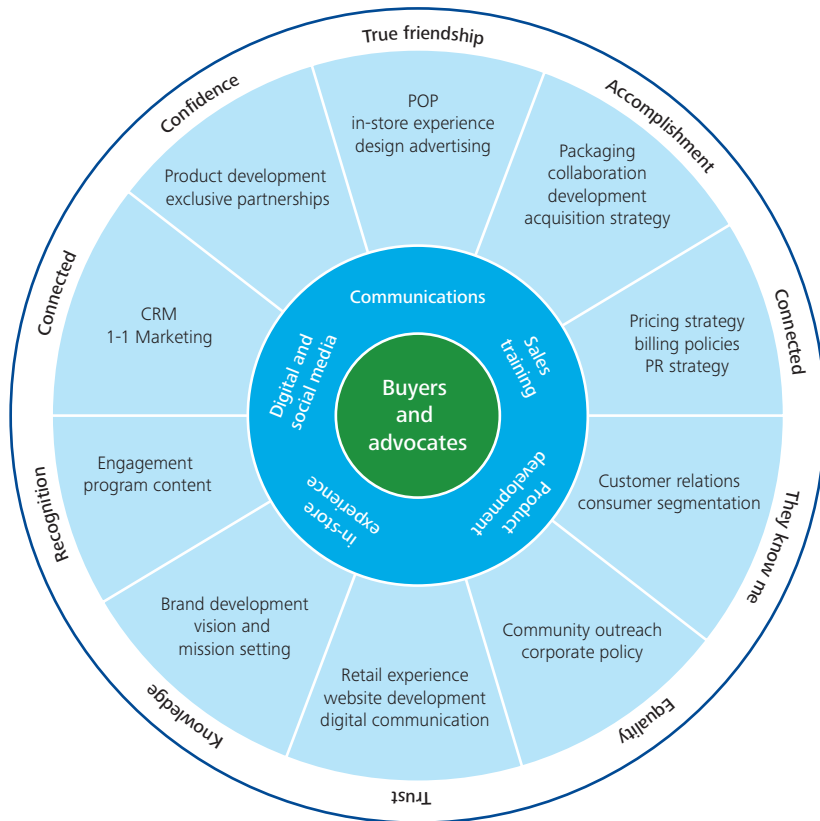 True friendship
Accomplishment
Connected
They know me
Equality
Trust
Knowledge
Recognition
Connected
Confidence
POP
in-store experience
design advertising
Packaging
collaboration
development
acquisition strategy
Pricing strategy
billing policies
PR strategy
Customer relations
consumer segmentation
Community outreach
corporate policy
Retail experience
website development
digital communication
Brand development
vision and
mission setting
Engagement
program content
CRM
1-1 Marketing
Product development
exclusive partnerships
Communications
Sales
training
Product
development
in-store
experience
Digital and
social media
Buyers
and
advocates